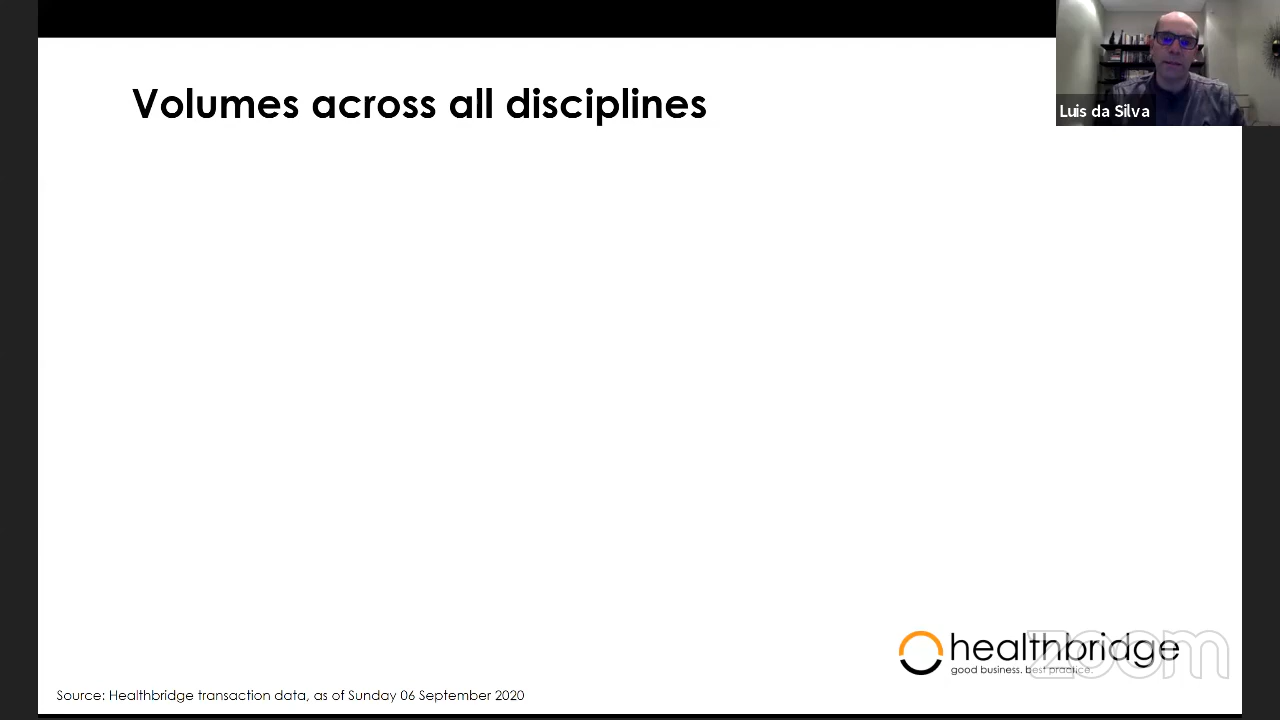 Volumes across all disciplines
Luis da Silva
healthbridge
good business. best practice.
zoom
Source: Healthbridge transaction data, as of Sunday 06 September 2020